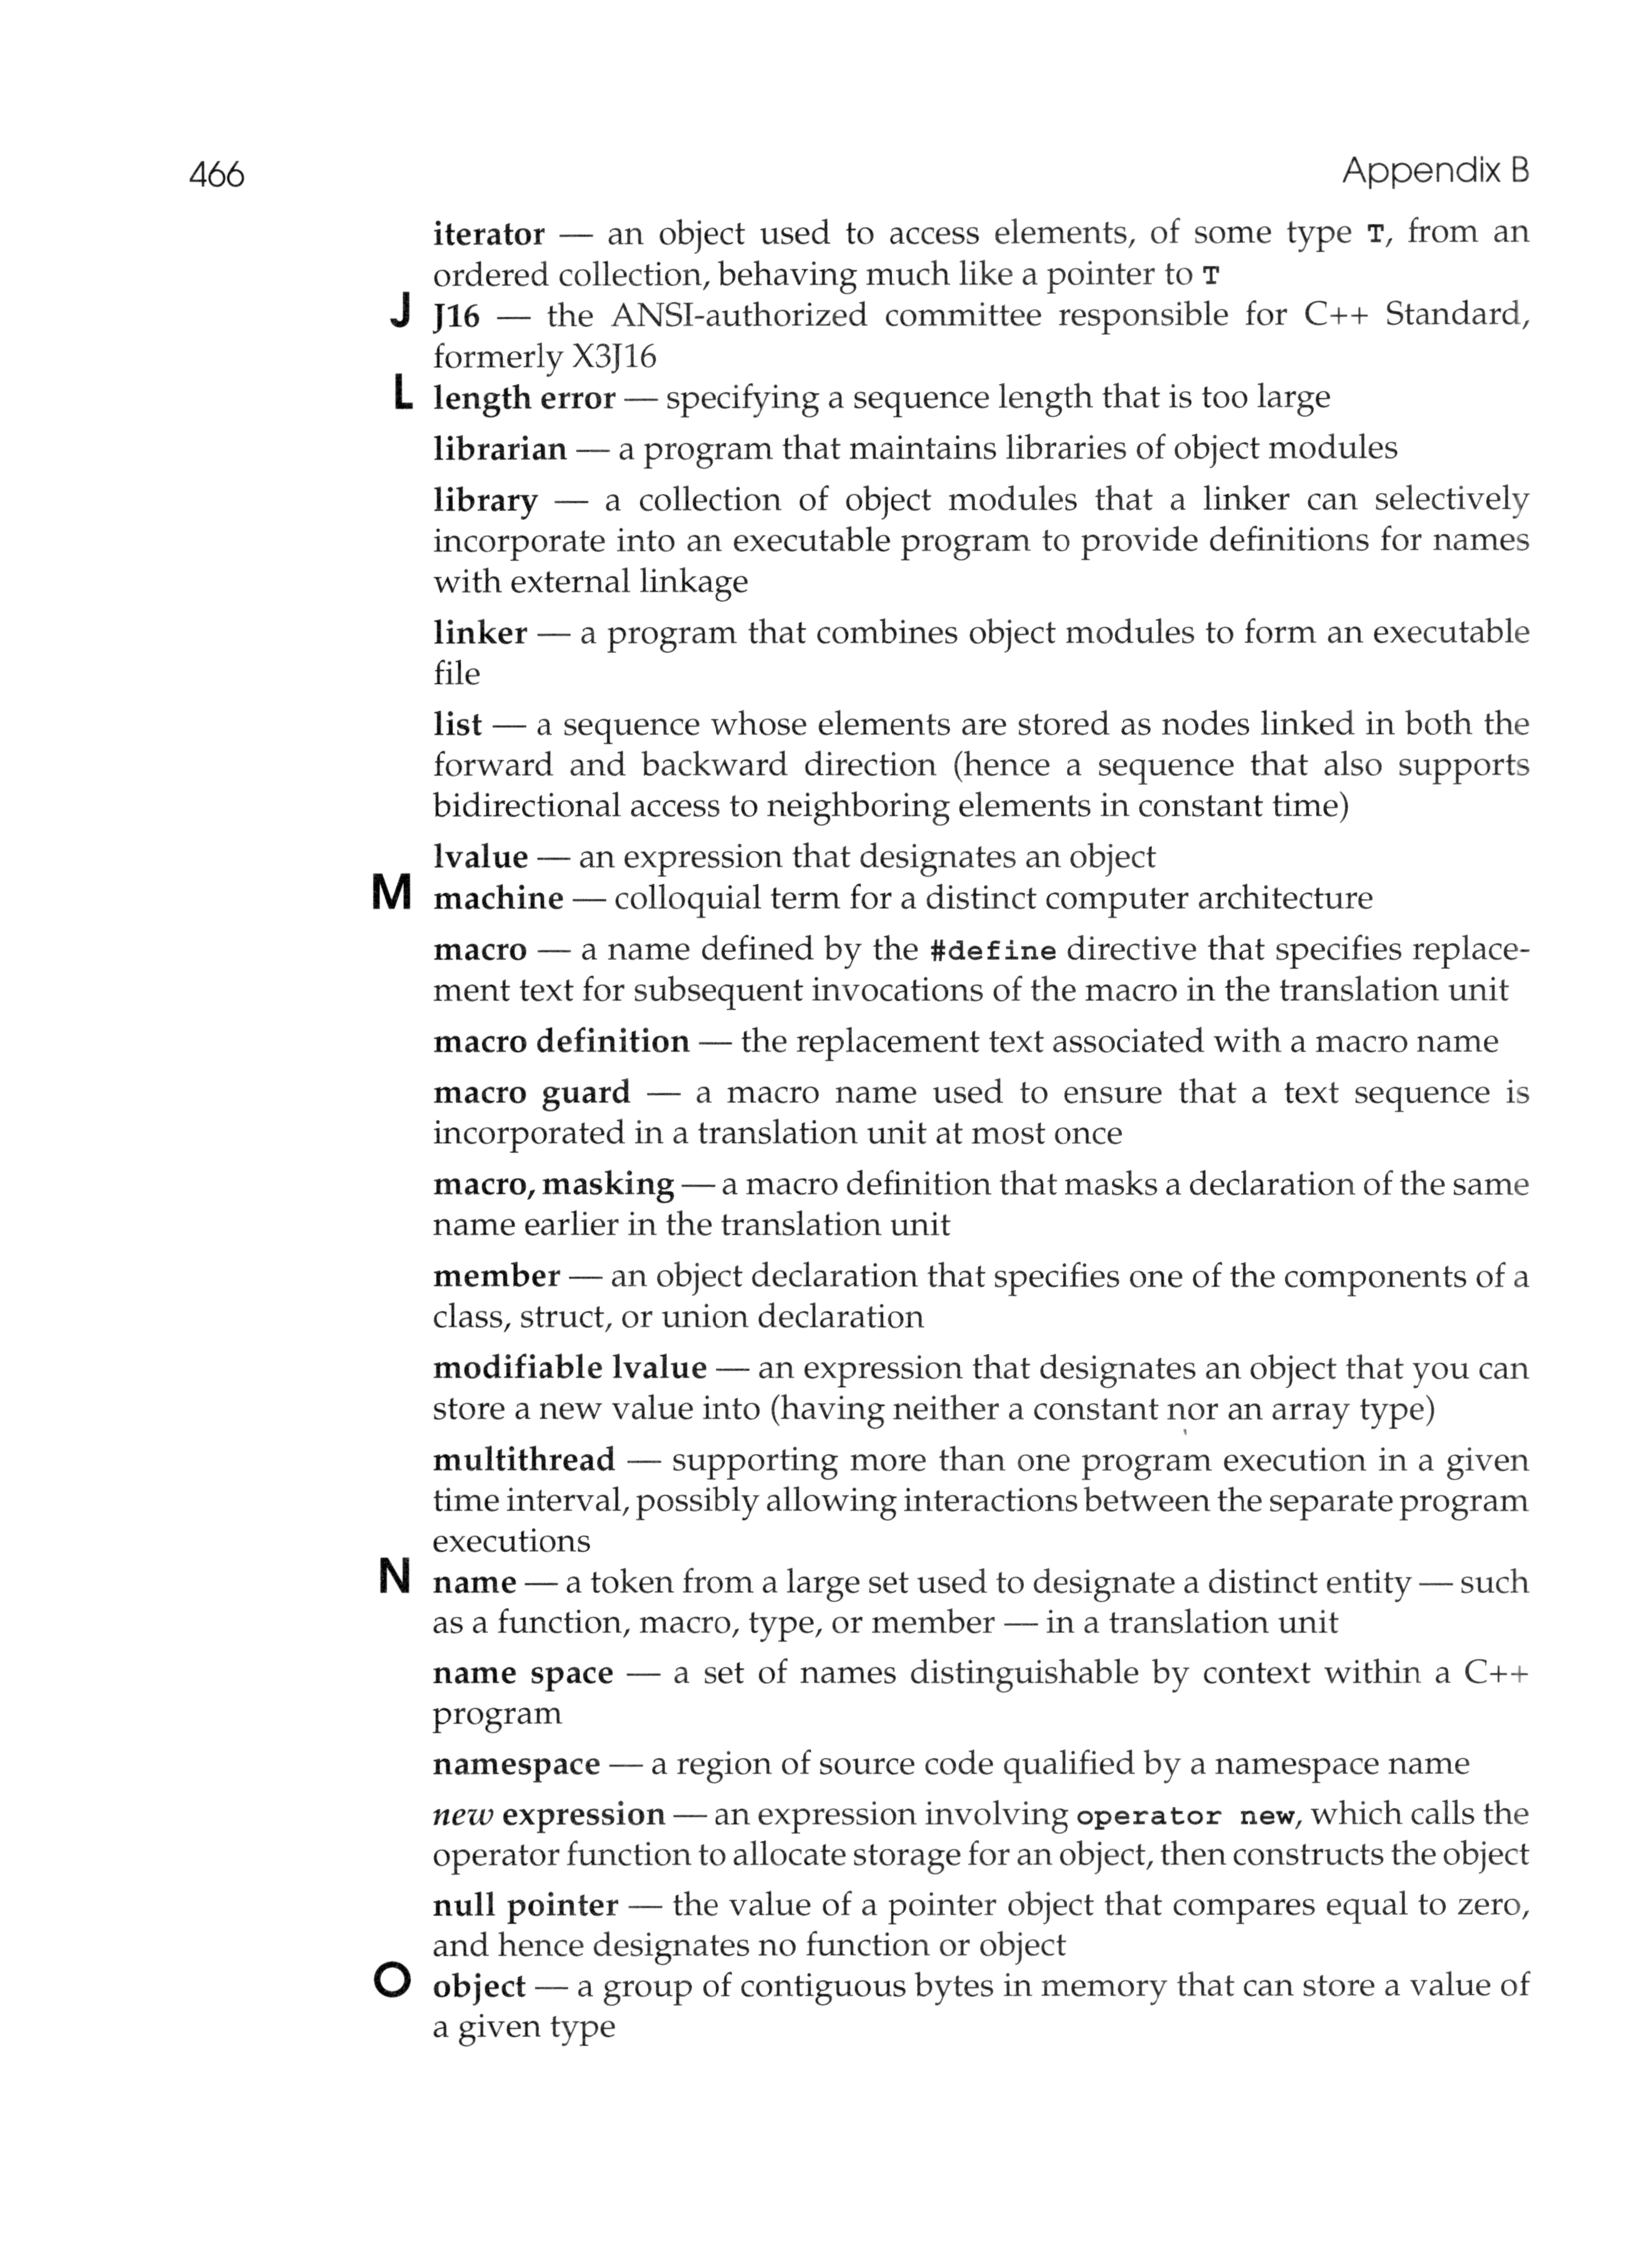 466
Appendix B
iterator — an object used to access elements, of some type T, from an
ordered collection, behaving much like a pointer to T
J J16 — the ANSI-authorized committee responsible for C++ Standard,
formerly X3J16
L length error — specifying a sequence length that is too large
librarian — a program that maintains libraries of object modules
library — a collection of object modules that a linker can selectively
incorporate into an executable program to provide definitions for names
with external linkage
linker — a program that combines object modules to form an executable
file
list — a sequence whose elements are stored as nodes linked in both the
forward and backward direction (hence a sequence that also supports
bidirectional access to neighboring elements in constant time)
lvalue — an expression that designates an object
M machine — colloquial term for a distinct computer architecture
macro — a name defined by the #define directive that specifies replace-
ment text for subsequent invocations of the macro in the translation unit
macro definition — the replacement text associated with a macro name
macro guard — a macro name used to ensure that a text sequence is
incorporated in a translation unit at most once
macro, masking — a macro definition that masks a declaration of the same
name earlier in the translation unit
member — an object declaration that specifies one of the components of a
class, struct, or union declaration
modifiable lvalue — an expression that designates an object that you can
store a new value into (having neither a constant nor an array type)
multithread — supporting more than one program execution in a given
time interval, possibly allowing interactions between the separate program
executions
N name — a token from a large set used to designate a distinct entity — such
as a function, macro, type, or member — in a translation unit
name space — a set of names distinguishable by context within a C++
program
namespace — a region of source code qualified by a namespace name
new expression — an expression involving operator new, which calls the
operator function to allocate storage for an object, then constructs the object
null pointer — the value of a pointer object that compares equal to zero,
and hence designates no function or object
O object — a group of contiguous bytes in memory that can store a value of
a given type